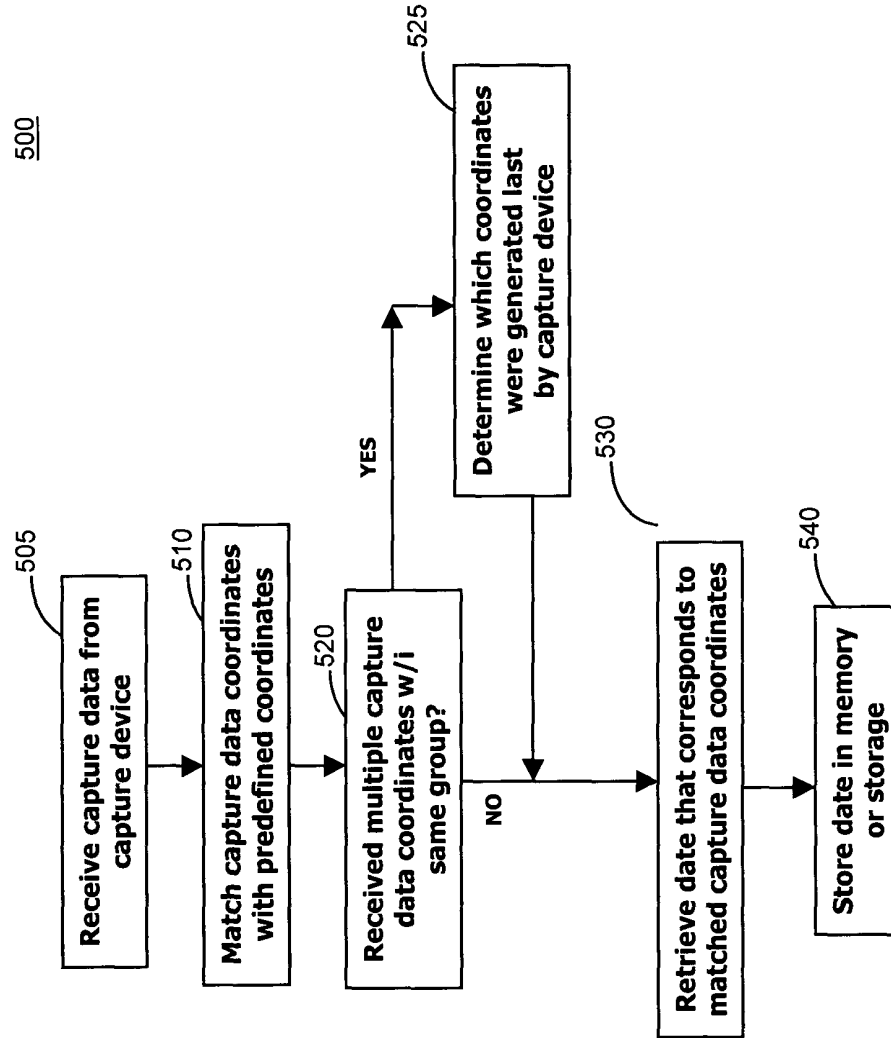 500
505
Receive capture data from
capture device
510
Match capture data coordinates
with predefined coordinates
520
Received multiple capture
data coordinates w/i
same group?
YES
525
Determine which coordinates
were generated last
by capture device
NO
530
Retrieve date that corresponds to
matched capture data coordinates
540
Store date in memory
or storage